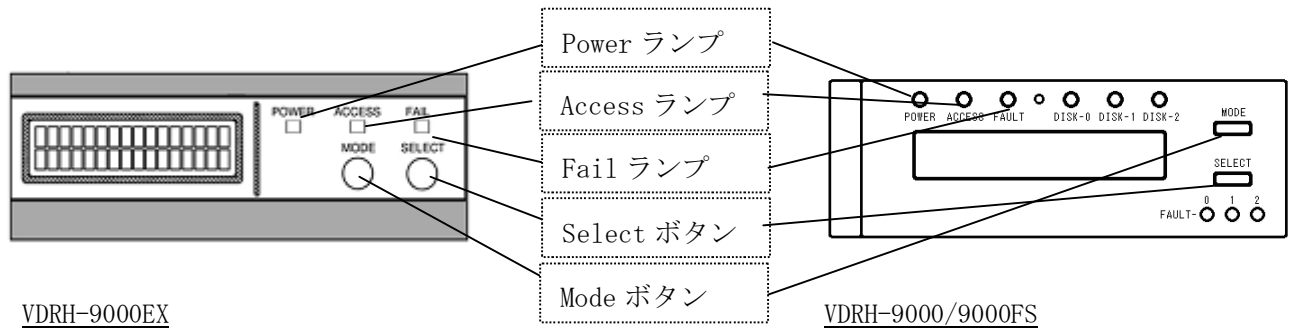 Power ランプ
Access ランプ
Fail ランプ
Select ボタン
Mode ボタン
POWER ACCESS FAIL
MODE SELECT
VDRH-9000EX
POWER ACCESS FAULT DISK-0 DISK-1 DISK-2
MODE
SELECT
0 1 2
FAULT-
VDRH-9000/9000FS